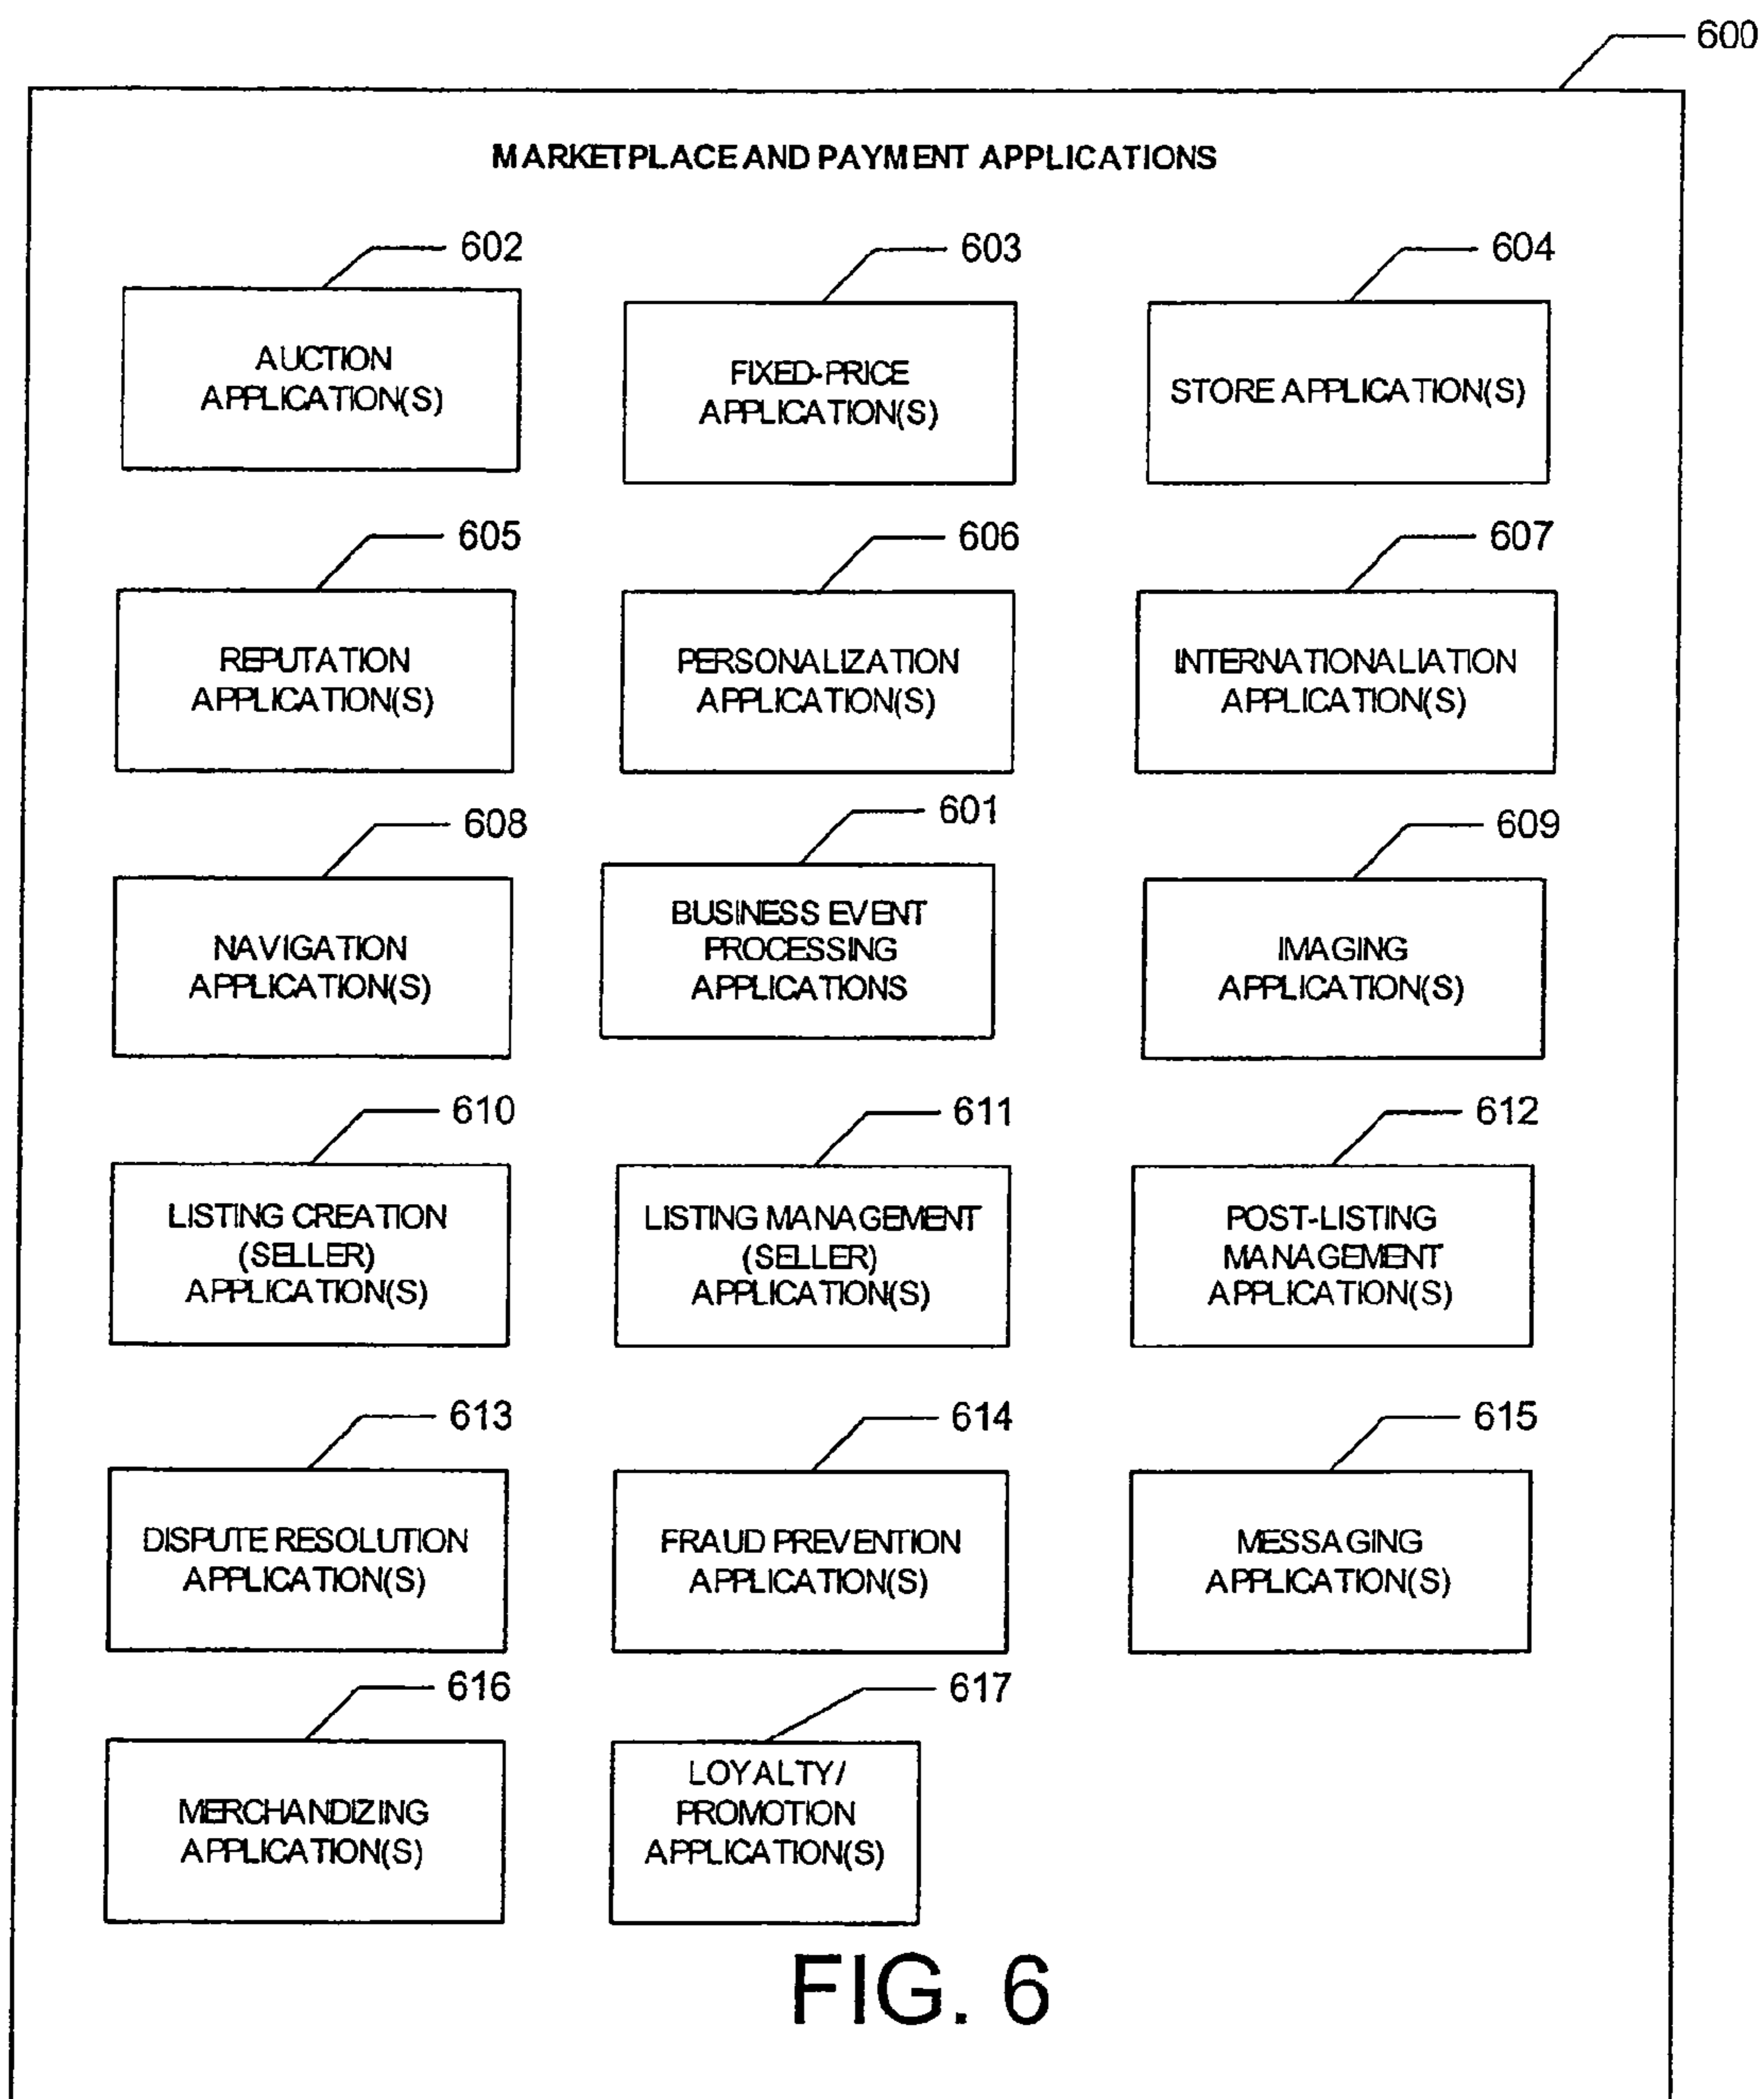 600
MARKETPLACE AND PAYMENT APPLICATIONS
602
AUCTION
APPLICATION(S)
603
FIXED-PRICE
APPLICATION(S)
604
STORE APPLICATION(S)
605
REPUTATION
APPLICATION(S)
606
PERSONALIZATION
APPLICATION(S)
607
INTERNATIONALIATION
APPLICATION(S)
608
NAVIGATION
APPLICATION(S)
601
BUSINESS EVENT
PROCESSING
APPLICATIONS
609
IMAGING
APPLICATION(S)
610
LISTING CREATION
(SELLER)
APPLICATION(S)
611
LISTING MANAGEMENT
(SELLER)
APPLICATION(S)
612
POST-LISTING
MANAGEMENT
APPLICATION(S)
613
DISPUTE RESOLUTION
APPLICATION(S)
614
FRAUD PREVENTION
APPLICATION(S)
615
MESSAGING
APPLICATION(S)
616
MERCHANDIZING
APPLICATION(S)
617
LOYALTY/
PROMOTION
APPLICATION(S)
FIG. 6